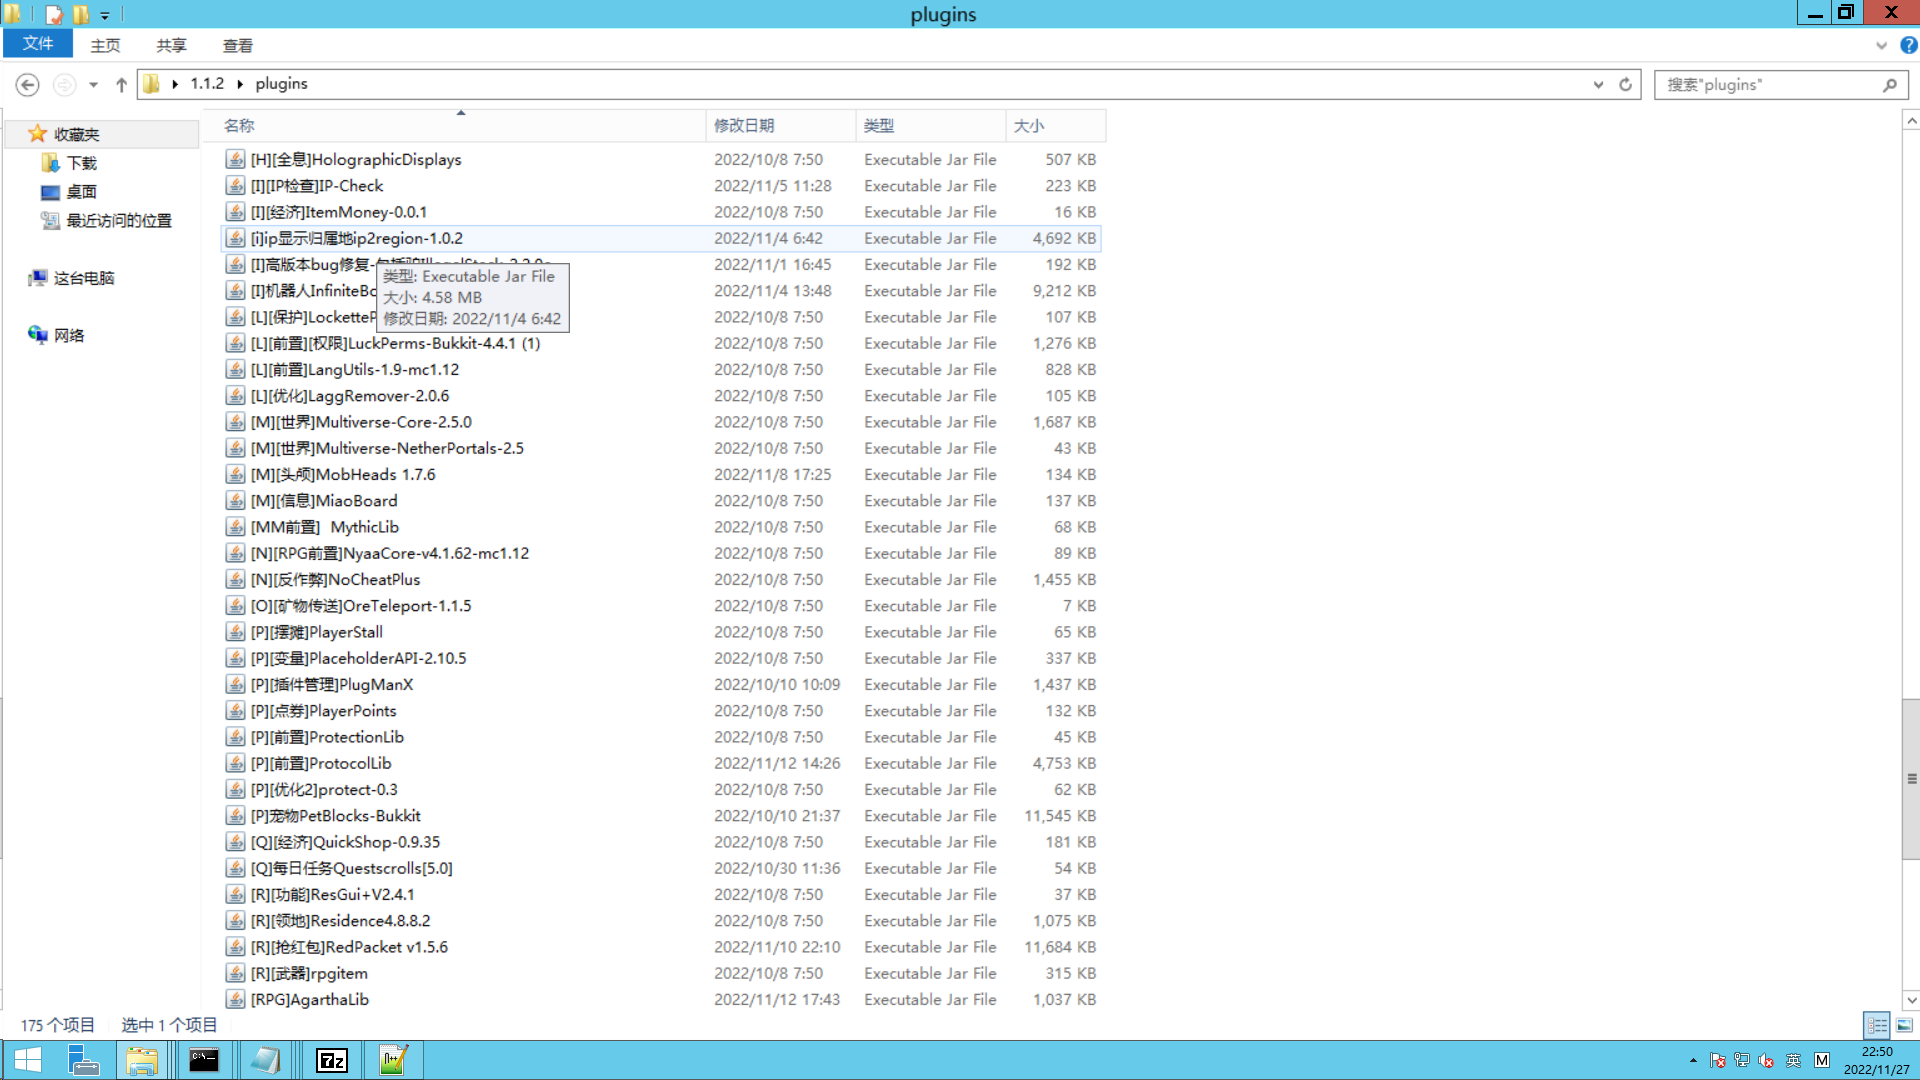 plugins
文件 主页 共享 查看
1.1.2 plugins
搜索"plugins"
收藏夹
下载
桌面
最近访问的位置
这台电脑
网络
名称 修改日期 类型 大小
[H][全息]HolographicDisplays 2022/10/8 7:50 Executable Jar File 507 KB
[I][IP检查]IP-Check 2022/11/5 11:28 Executable Jar File 223 KB
[I][经济]ItemMoney-0.0.1 2022/10/8 7:50 Executable Jar File 16 KB
[i]ip显示归属地ip2region-1.0.2 2022/11/4 6:42 Executable Jar File 4,692 KB
[I]高版本bug修复- 2022/11/1 16:45 Executable Jar File 192 KB
[I]机器人InfiniteBo 2022/11/4 13:48 Executable Jar File 9,212 KB
[L][保护]LocketteP 2022/10/8 7:50 Executable Jar File 107 KB
类型: Executable Jar File
大小: 4.58 MB
修改日期: 2022/11/4 6:42
[L][前置][权限]LuckPerms-Bukkit-4.4.1 (1) 2022/10/8 7:50 Executable Jar File 1,276 KB
[L][前置]LangUtils-1.9-mc1.12 2022/10/8 7:50 Executable Jar File 828 KB
[L][优化]LaggRemover-2.0.6 2022/10/8 7:50 Executable Jar File 105 KB
[M][世界]Multiverse-Core-2.5.0 2022/10/8 7:50 Executable Jar File 1,687 KB
[M][世界]Multiverse-NetherPortals-2.5 2022/10/8 7:50 Executable Jar File 43 KB
[M][头颅]MobHeads 1.7.6 2022/11/8 17:25 Executable Jar File 134 KB
[M][信息]MiaoBoard 2022/10/8 7:50 Executable Jar File 137 KB
[MM前置] MythicLib 2022/10/8 7:50 Executable Jar File 68 KB
[N][RPG前置]NyaaCore-v4.1.62-mc1.12 2022/10/8 7:50 Executable Jar File 89 KB
[N][反作弊]NoCheatPlus 2022/10/8 7:50 Executable Jar File 1,455 KB
[O][矿物传送]OreTeleport-1.1.5 2022/10/8 7:50 Executable Jar File 7 KB
[P][摆摊]PlayerStall 2022/10/8 7:50 Executable Jar File 65 KB
[P][变量]PlaceholderAPI-2.10.5 2022/10/8 7:50 Executable Jar File 337 KB
[P][插件管理]PlugManX 2022/10/10 10:09 Executable Jar File 1,437 KB
[P][点券]PlayerPoints 2022/10/8 7:50 Executable Jar File 132 KB
[P][前置]ProtectionLib 2022/10/8 7:50 Executable Jar File 45 KB
[P][前置]ProtocolLib 2022/11/12 14:26 Executable Jar File 4,753 KB
[P][优化2]protect-0.3 2022/10/8 7:50 Executable Jar File 62 KB
[P]宠物PetBlocks-Bukkit 2022/10/10 21:37 Executable Jar File 11,545 KB
[Q][经济]QuickShop-0.9.35 2022/10/8 7:50 Executable Jar File 181 KB
[Q]每日任务Questscrolls[5.0] 2022/10/30 11:36 Executable Jar File 54 KB
[R][功能]ResGui+V2.4.1 2022/10/8 7:50 Executable Jar File 37 KB
[R][领地]Residence4.8.8.2 2022/10/8 7:50 Executable Jar File 1,075 KB
[R][抢红包]RedPacket v1.5.6 2022/11/10 22:10 Executable Jar File 11,684 KB
[R][武器]rpgitem 2022/10/8 7:50 Executable Jar File 315 KB
[RPG]AgarthaLib 2022/11/12 17:43 Executable Jar File 1,037 KB
175 个项目 选中 1 个项目
英 M
22:50
2022/11/27